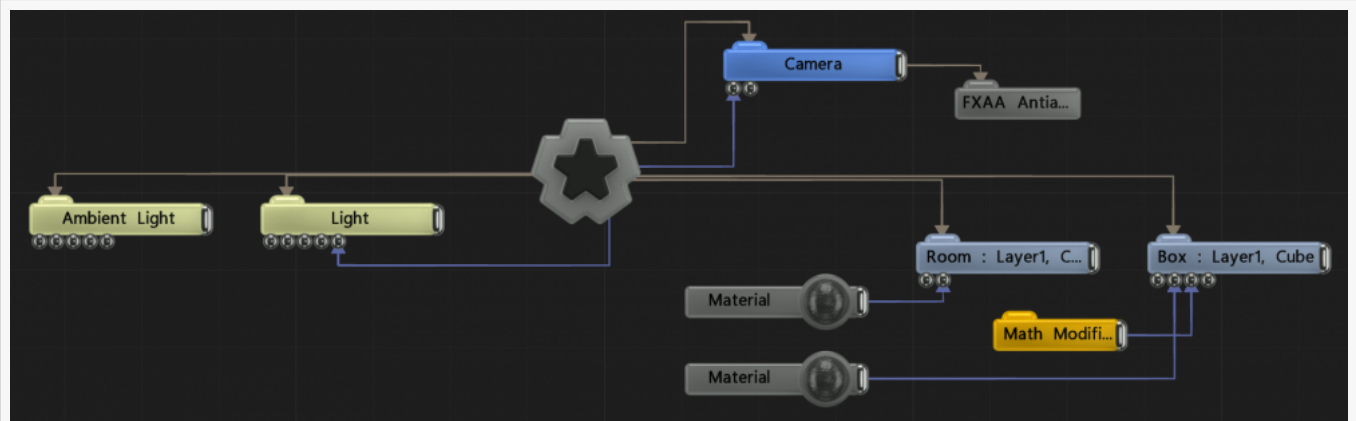 Camera
FXAA Antia...
Ambient Light
Light
Room : Layer1, C...
Box : Layer1, Cube
Material
Math Modifi...
Material